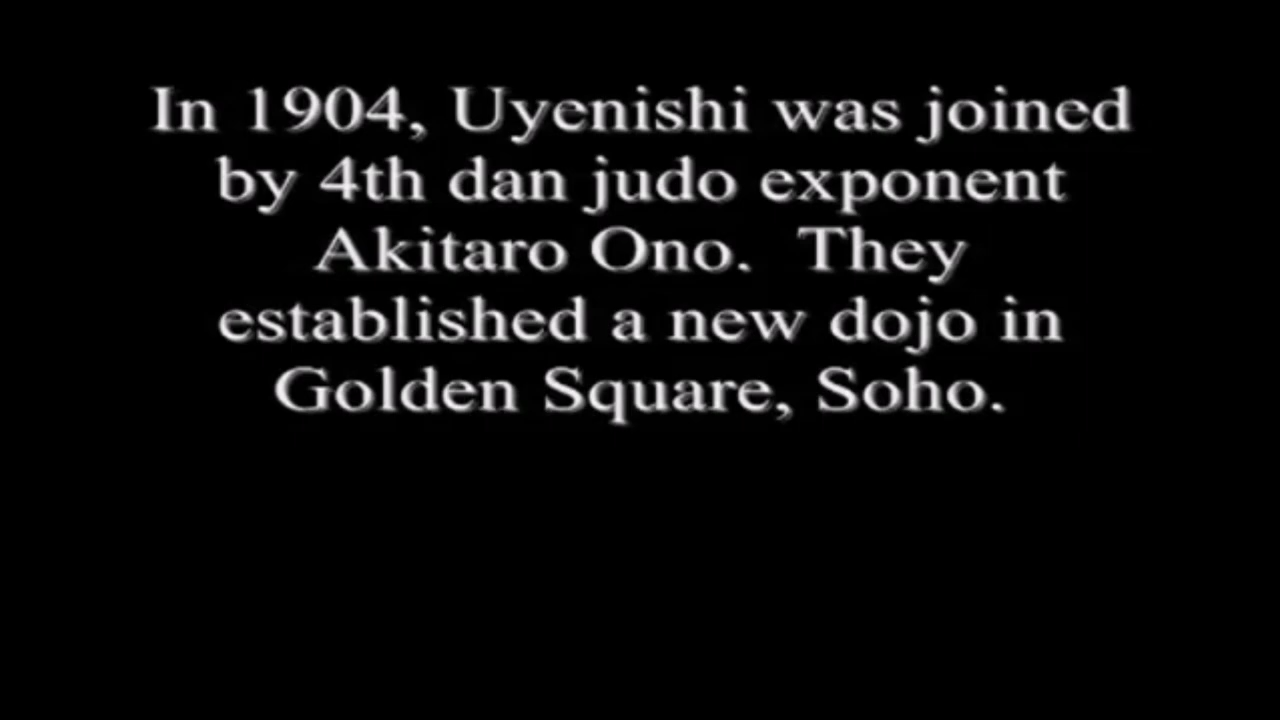 In 1904, Uyenishi was joined
by 4th dan judo exponent
Akitaro Ono.  They
established a new dojo in
Golden Square, Soho.